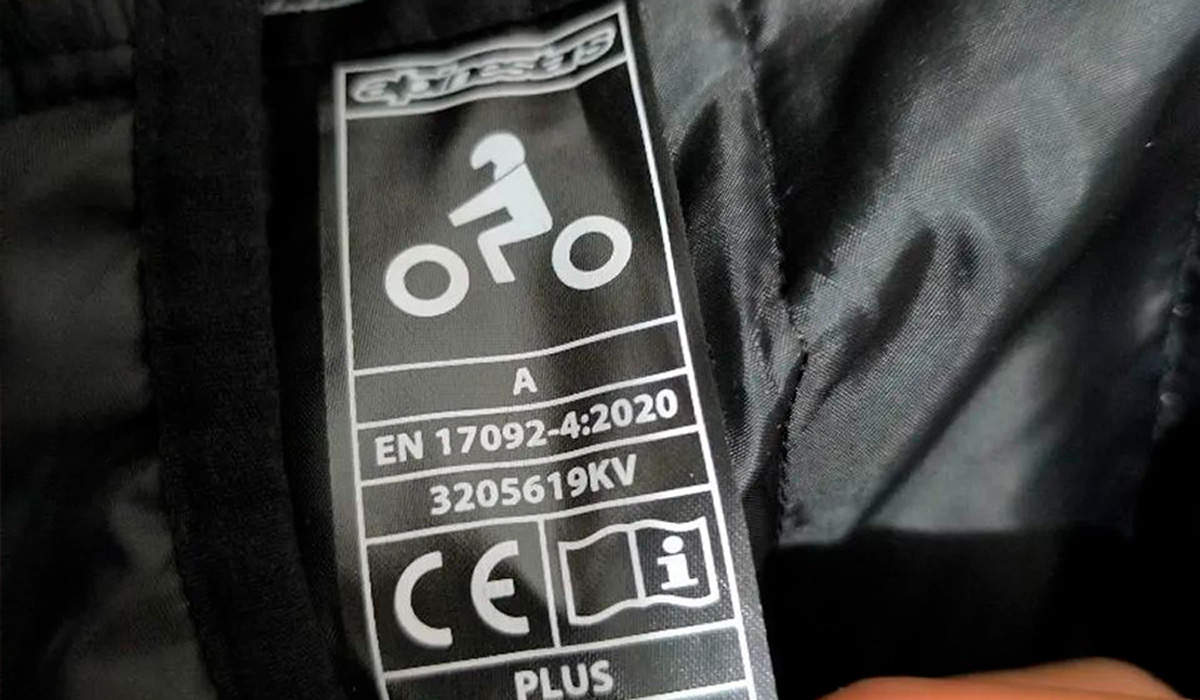 alpinestars
A
EN 17092-4:2020
3205619KV
CE
i
PLUS